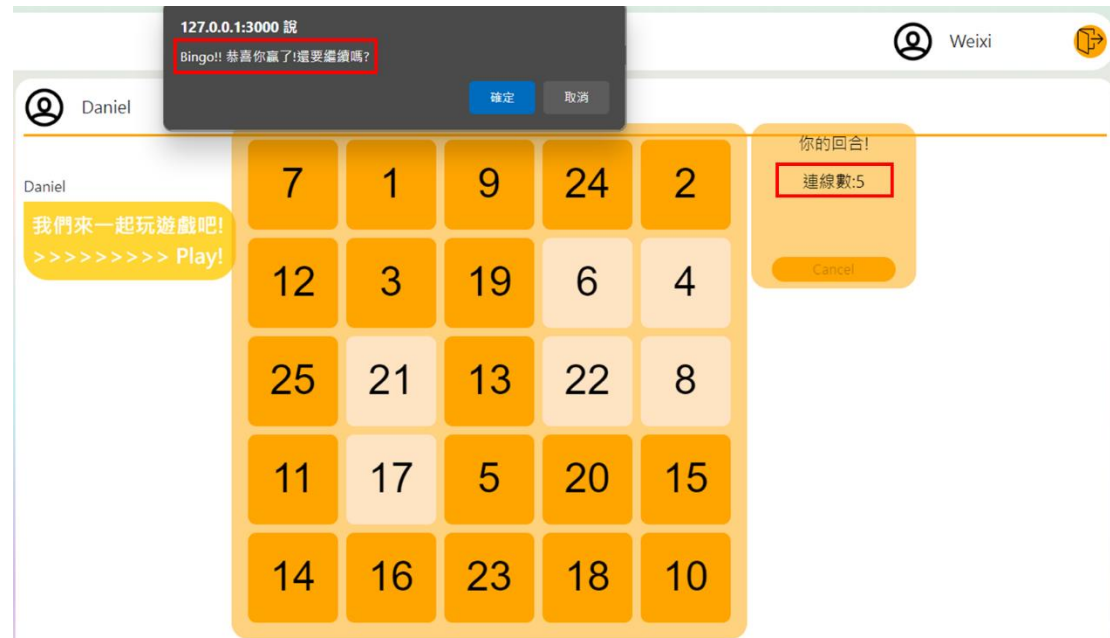 127.0.0.1:3000 說
Bingo!! 恭喜你贏了!還要繼續嗎?
確定 取消
Weixi
Daniel
你的回合!
連線數:5
Cancel
Daniel
我們來一起玩遊戲吧!
>>>>>>>>> Play!
7 1 9 24 2
12 3 19 6 4
25 21 13 22 8
11 17 5 20 15
14 16 23 18 10